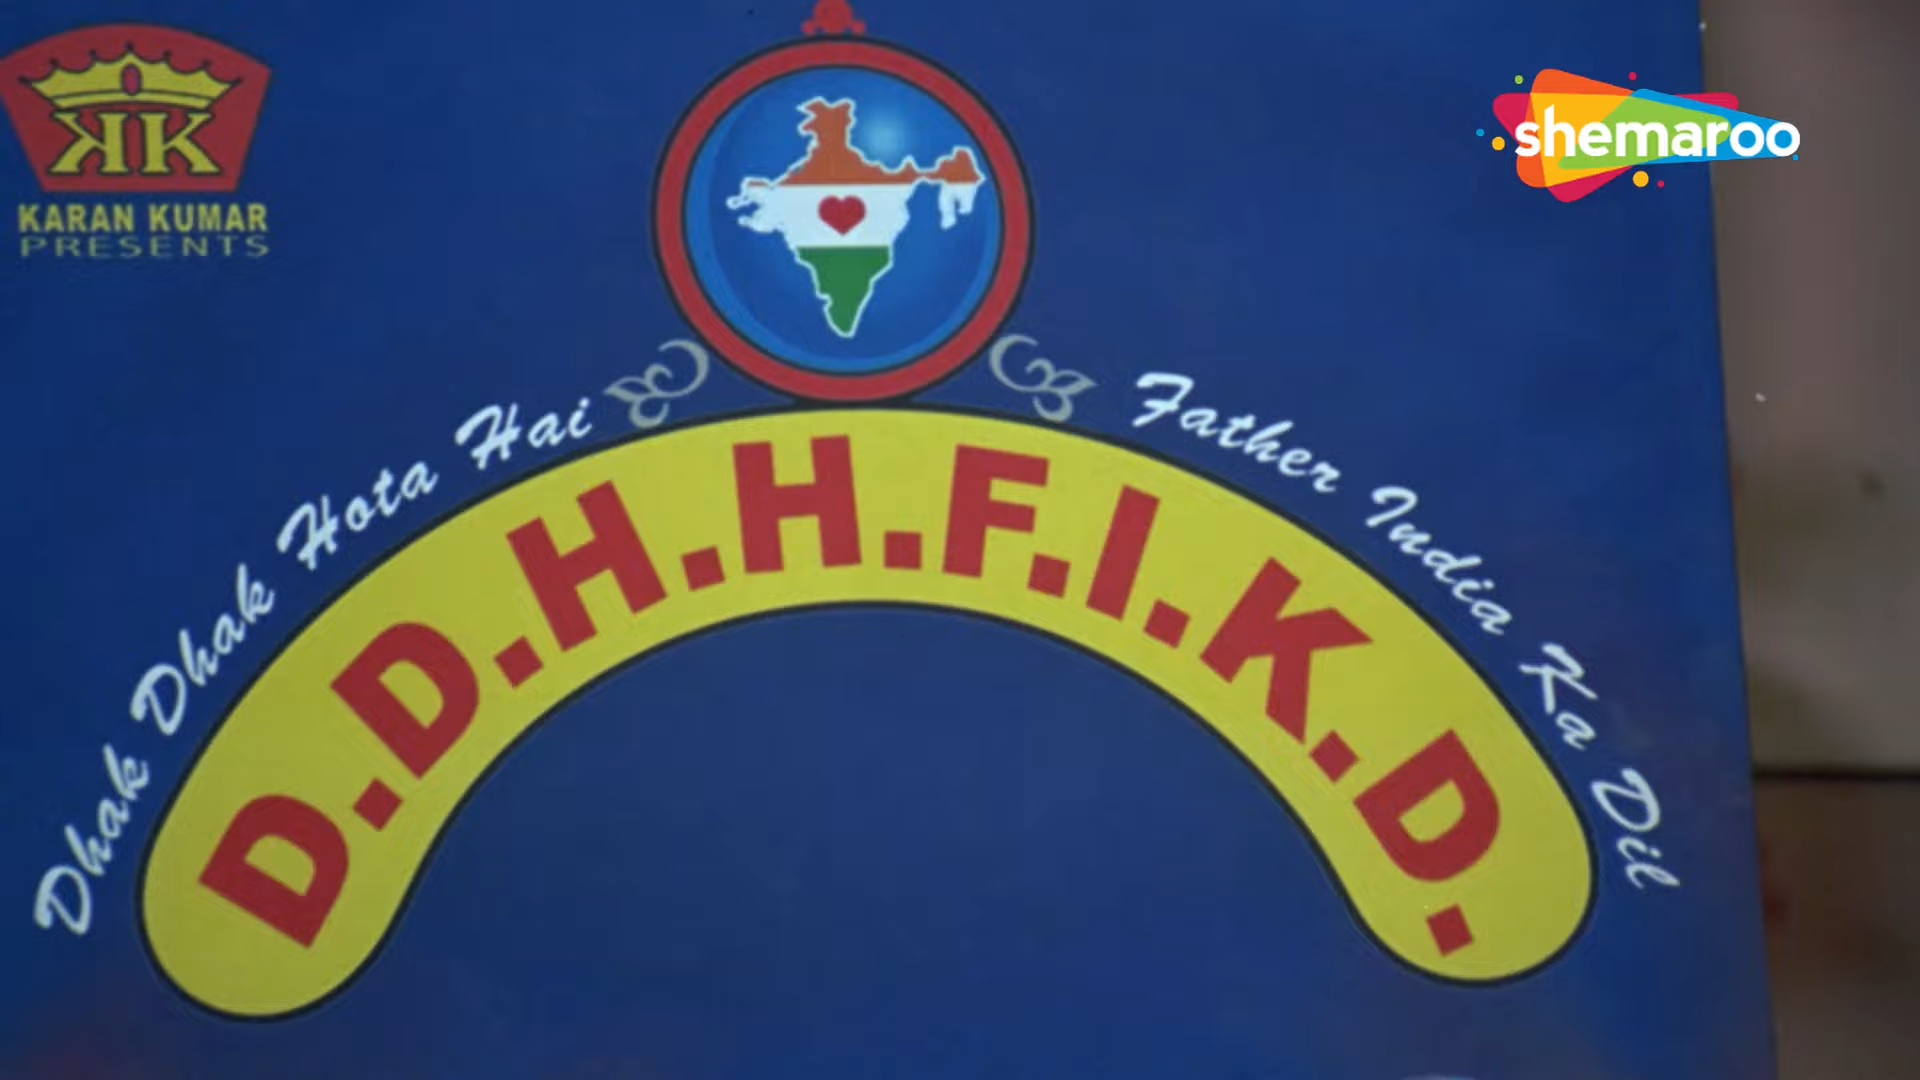 KK
KARAN KUMAR
PRESENTS
shemaroo
Dhak Dhak Hota Hai Father India Ka Dil
D.D.H.H.F.I.K.D.